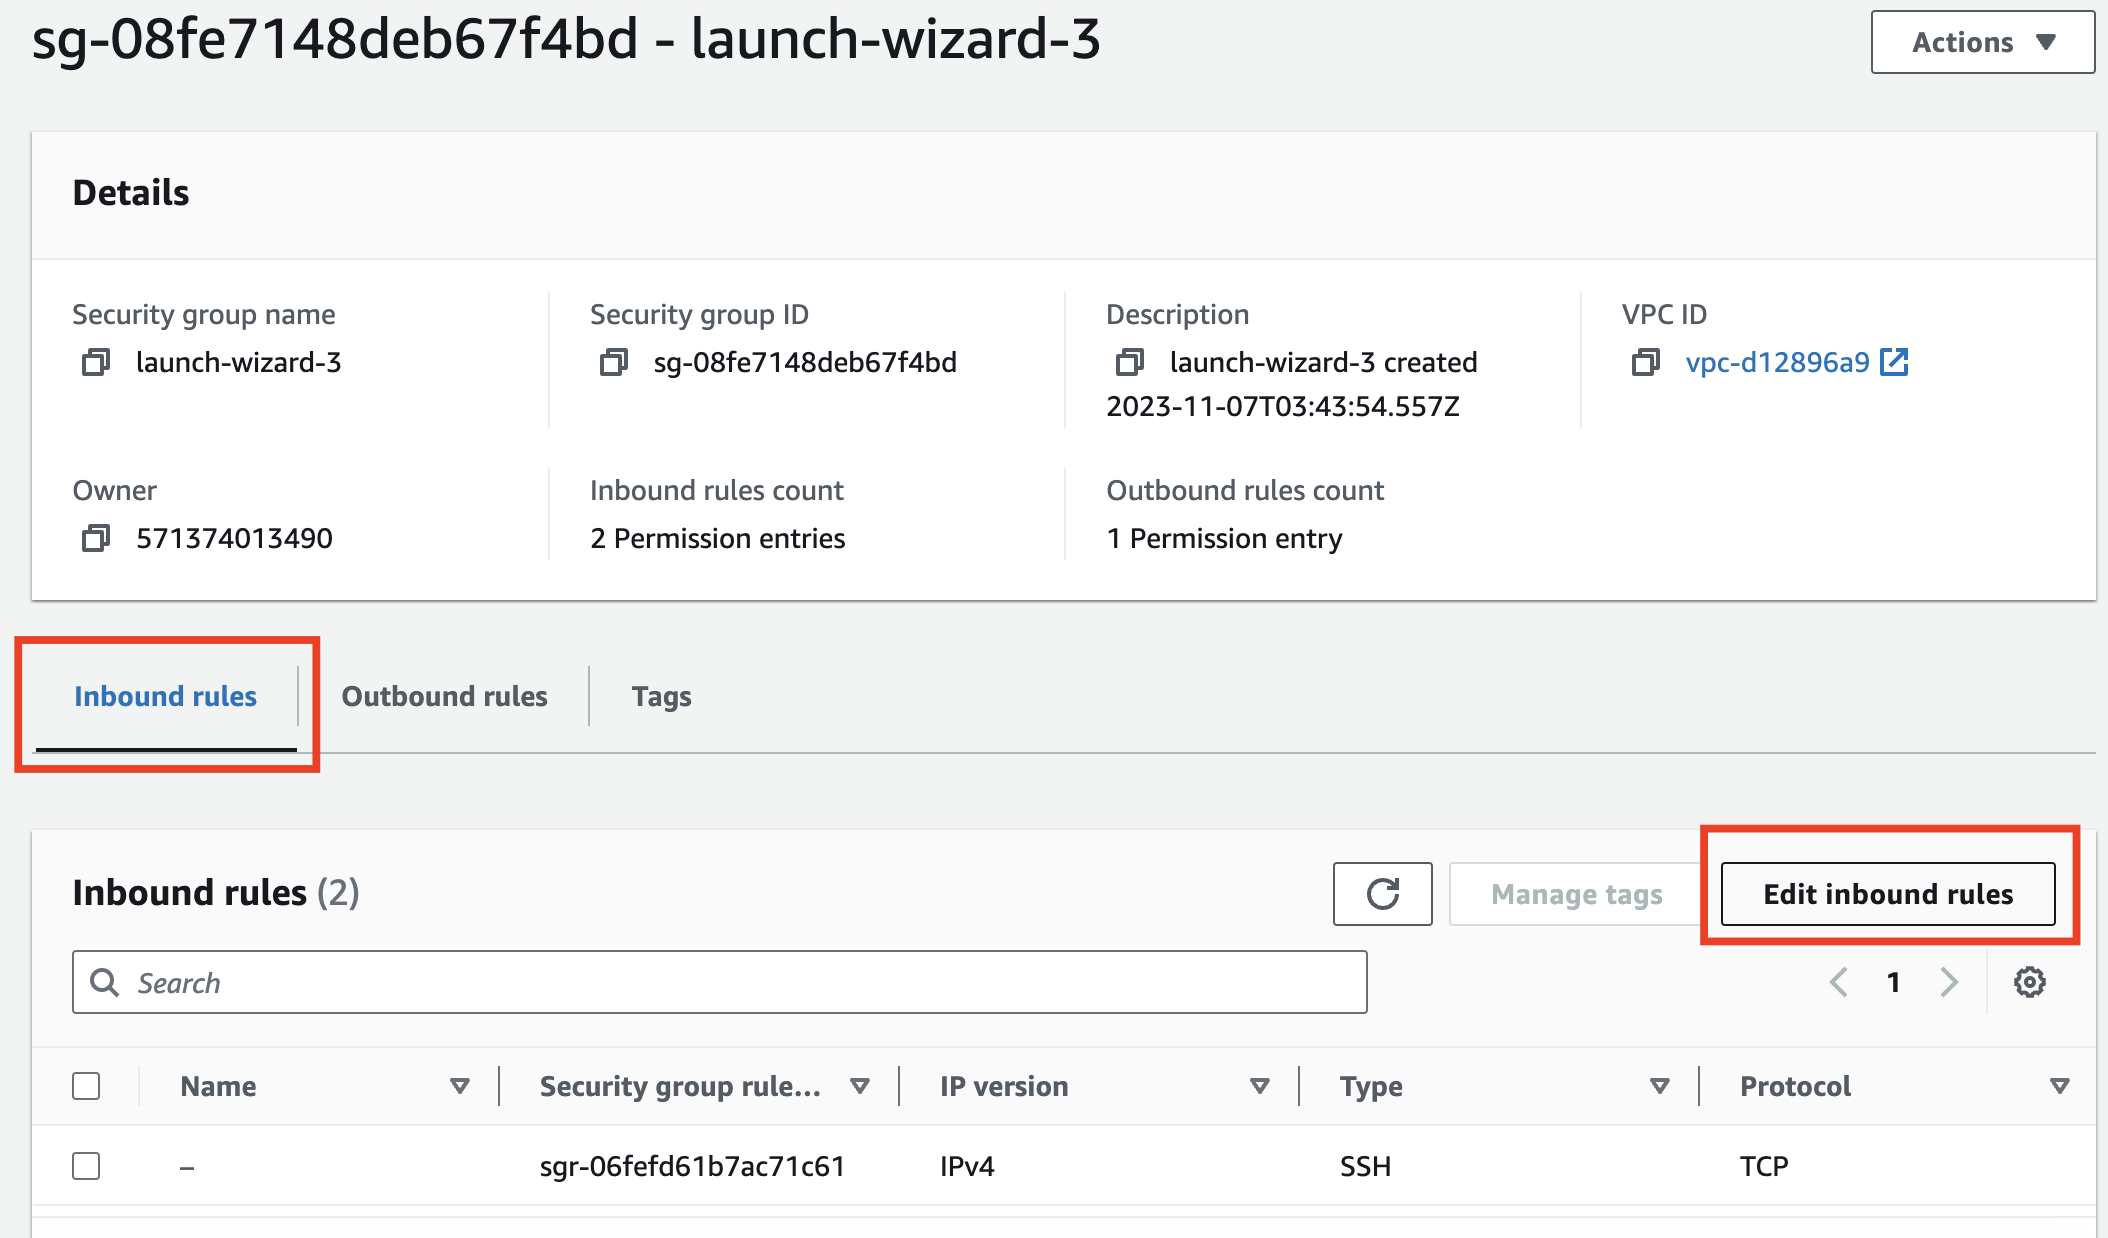 sg-08fe7148deb67f4bd - launch-wizard-3
Actions
Details
Security group name
launch-wizard-3
Security group ID
sg-08fe7148deb67f4bd
Description
launch-wizard-3 created
2023-11-07T03:43:54.557Z
VPC ID
vpc-d12896a9
Owner
571374013490
Inbound rules count
2 Permission entries
Outbound rules count
1 Permission entry
Inbound rules
Outbound rules
Tags
Inbound rules (2)
Manage tags
Edit inbound rules
Search
1
Name
Security group rule...
IP version
Type
Protocol
–
sgr-06fefd61b7ac71c61
IPv4
SSH
TCP